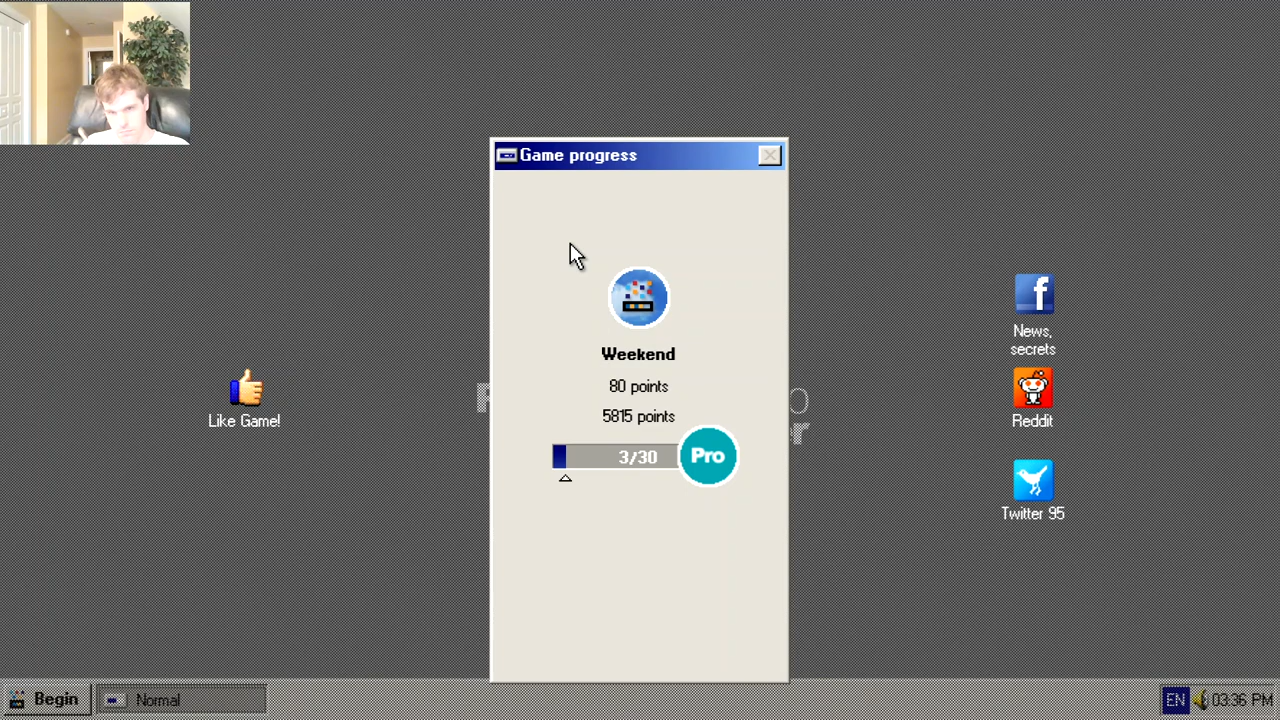 Game progress
Weekend
80 points
5815 points
3/30
Pro
Like Game!
f
News,
secrets
Reddit
Twitter 95
Begin
Normal
EN
03:36 PM